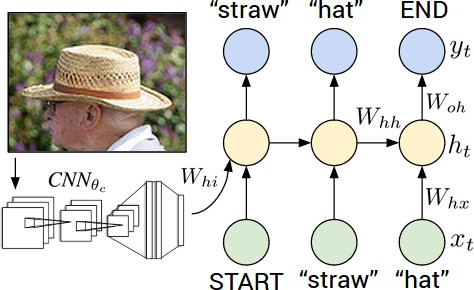 “straw” “hat” END
y_t
W_hh W_oh
CNN_θc W_hi h_t
W_hx
x_t
START “straw” “hat”